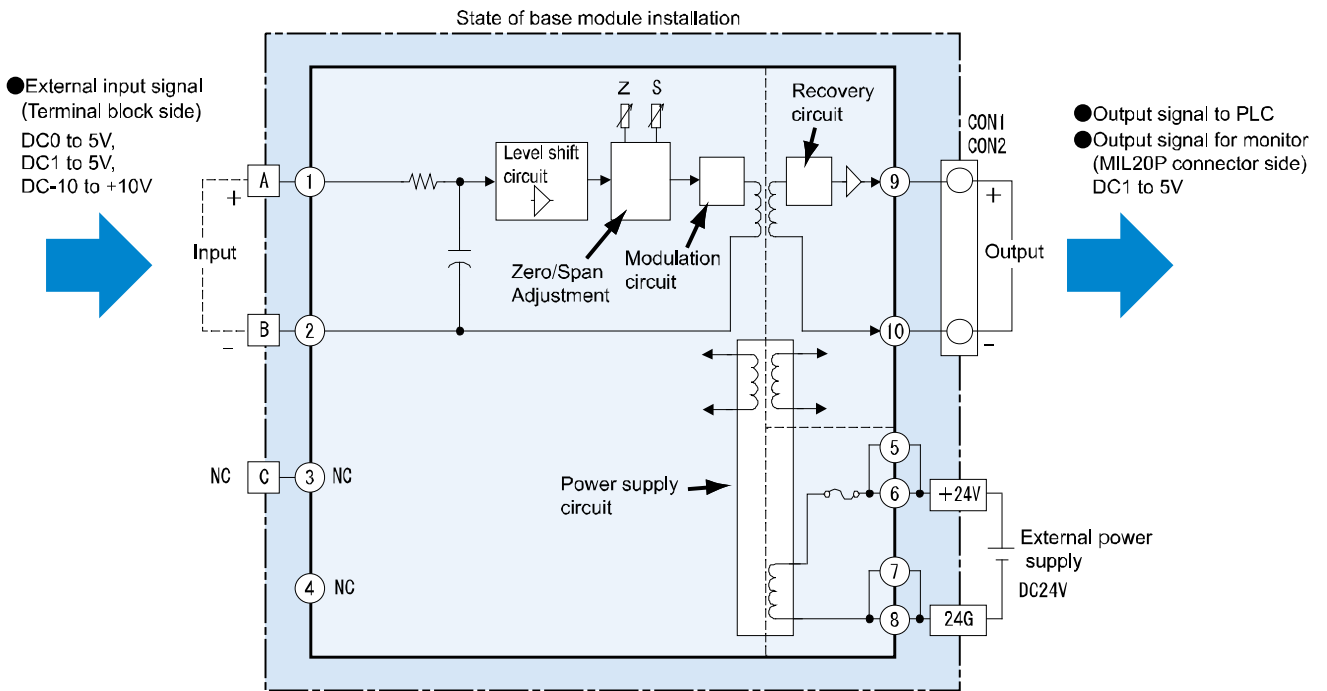 State of base module installation
●External input signal
(Terminal block side)
DC0 to 5V,
DC1 to 5V,
DC-10 to +10V
Z S
Recovery
circuit
CON1
CON2
●Output signal to PLC
●Output signal for monitor
(MIL20P connector side)
DC1 to 5V
Level shift
circuit
A 1
9
+
+
Input
Output
Zero/Span
Adjustment
Modulation
circuit
B 2
10
–
-
NC C 3 NC
Power supply
circuit
5
6 +24V
External power
supply
DC24V
4 NC
7
8 24G